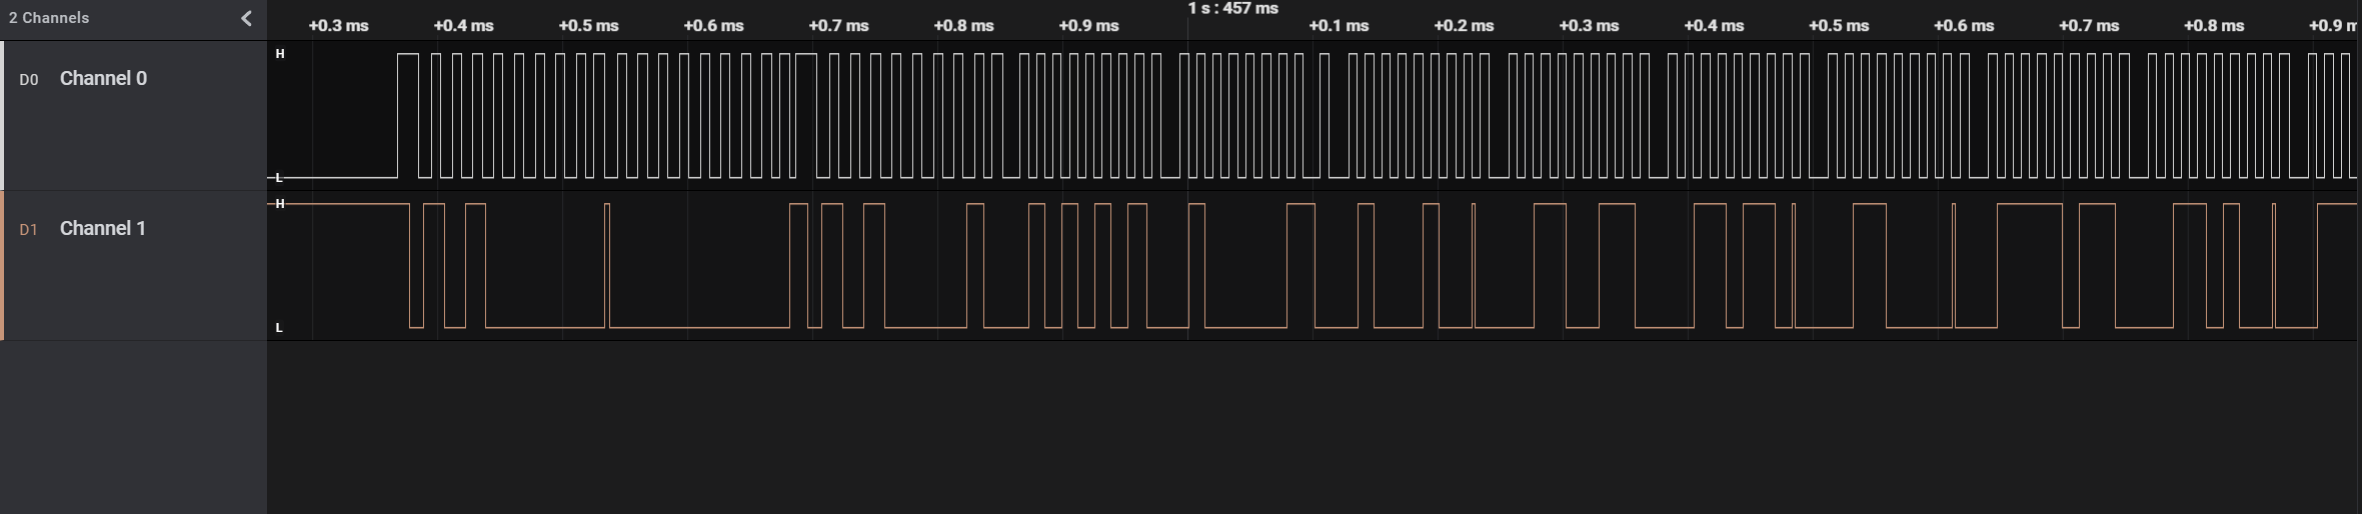 2 Channels
1 s : 457 ms
+0.3 ms +0.4 ms +0.5 ms +0.6 ms +0.7 ms +0.8 ms +0.9 ms +0.1 ms +0.2 ms +0.3 ms +0.4 ms +0.5 ms +0.6 ms +0.7 ms +0.8 ms +0.9 m
H
D0 Channel 0
L
H
D1 Channel 1
L